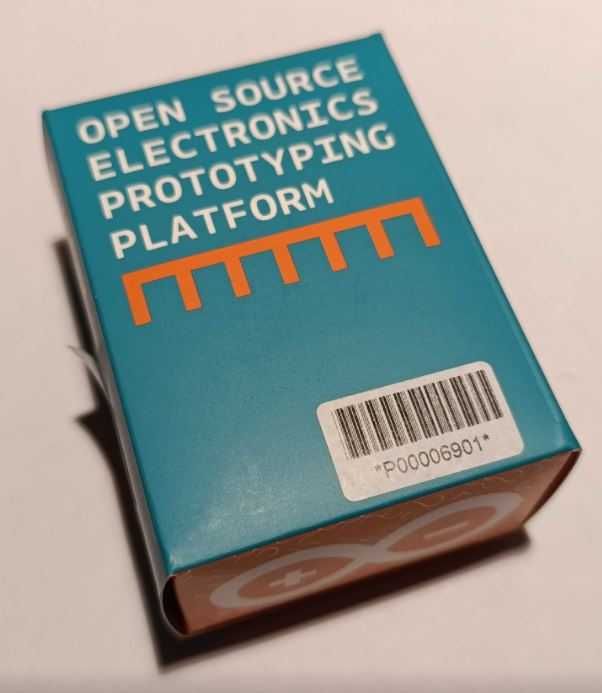 OPEN SOURCE
ELECTRONICS
PROTOTYPING
PLATFORM
*P00006901*